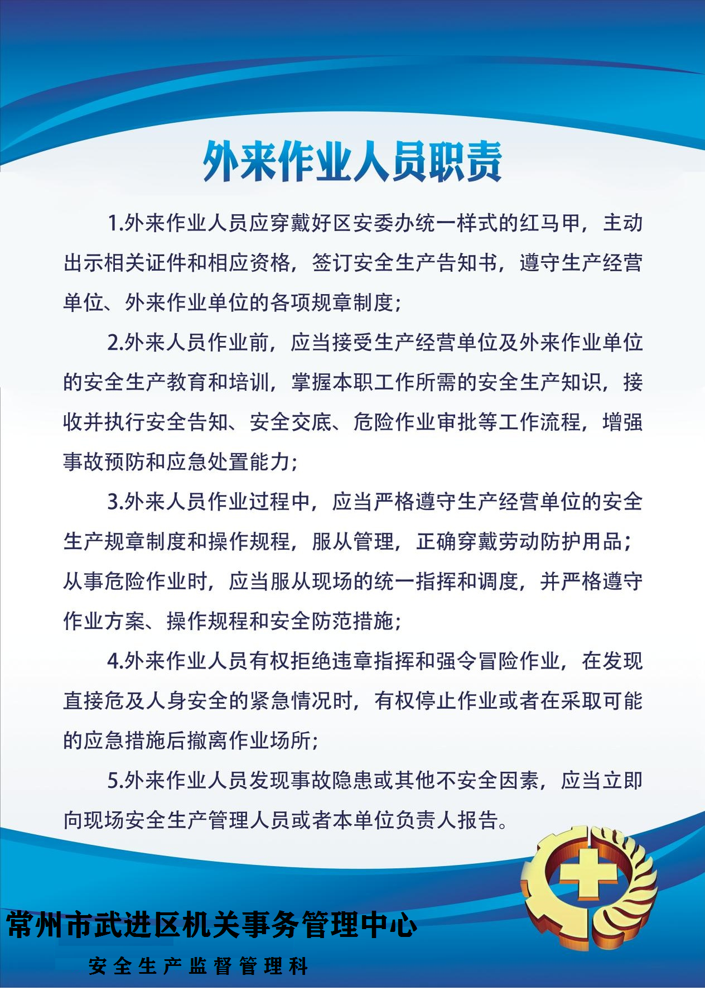 外来作业人员职责
1.外来作业人员应穿戴好区安委办统一样式的红马甲，主动
出示相关证件和相应资格，签订安全生产告知书，遵守生产经营
单位、外来作业单位的各项规章制度；
2.外来人员作业前，应当接受生产经营单位及外来作业单位
的安全生产教育和培训，掌握本职工作所需的安全生产知识，接
收并执行安全告知、安全交底、危险作业审批等工作流程，增强
事故预防和应急处置能力；
3.外来人员作业过程中，应当严格遵守生产经营单位的安全
生产规章制度和操作规程，服从管理，正确穿戴劳动防护用品；
从事危险作业时，应当服从现场的统一指挥和调度，并严格遵守
作业方案、操作规程和安全防范措施；
4.外来作业人员有权拒绝违章指挥和强令冒险作业，在发现
直接危及人身安全的紧急情况时，有权停止作业或者在采取可能
的应急措施后撤离作业场所；
5.外来作业人员发现事故隐患或其他不安全因素，应当立即
向现场安全生产管理人员或者本单位负责人报告。
常州市武进区机关事务管理中心
安全生产监督管理科